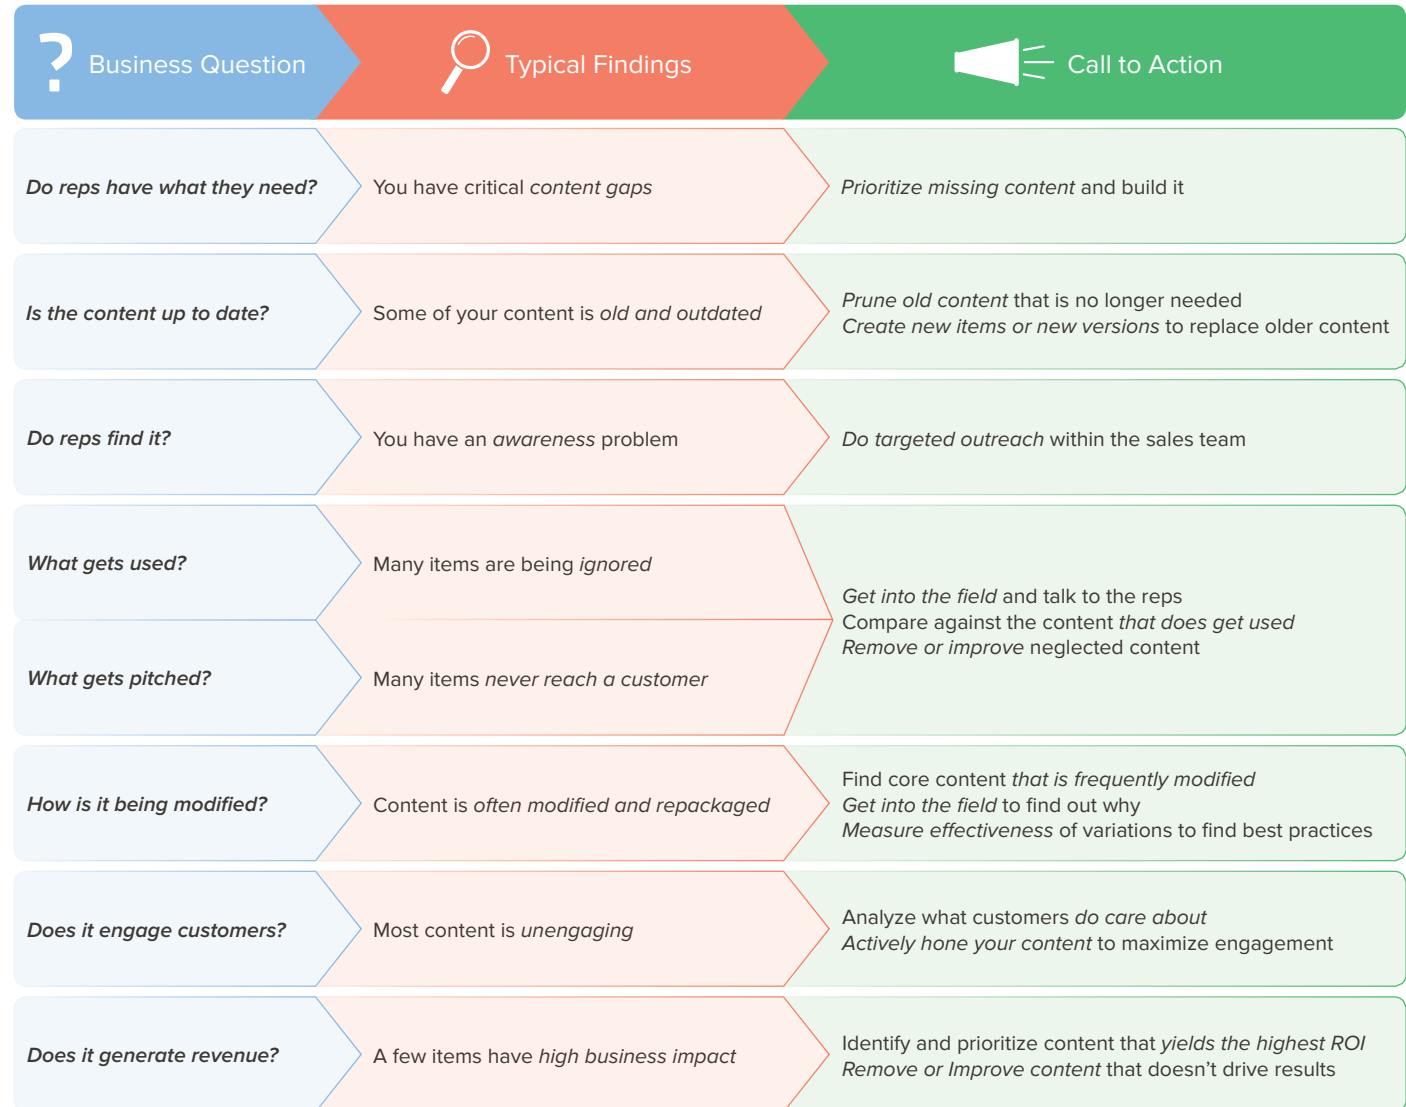 Business Question
Typical Findings
Call to Action
Do reps have what they need?
You have critical content gaps
Prioritize missing content and build it
Is the content up to date?
Some of your content is old and outdated
Prune old content that is no longer needed
Create new items or new versions to replace older content
Do reps find it?
You have an awareness problem
Do targeted outreach within the sales team
What gets used?
Many items are being ignored
What gets pitched?
Many items never reach a customer
Get into the field and talk to the reps
Compare against the content that does get used
Remove or improve neglected content
How is it being modified?
Content is often modified and repackaged
Find core content that is frequently modified
Get into the field to find out why
Measure effectiveness of variations to find best practices
Does it engage customers?
Most content is unengaging
Analyze what customers do care about
Actively hone your content to maximize engagement
Does it generate revenue?
A few items have high business impact
Identify and prioritize content that yields the highest ROI
Remove or Improve content that doesn’t drive results